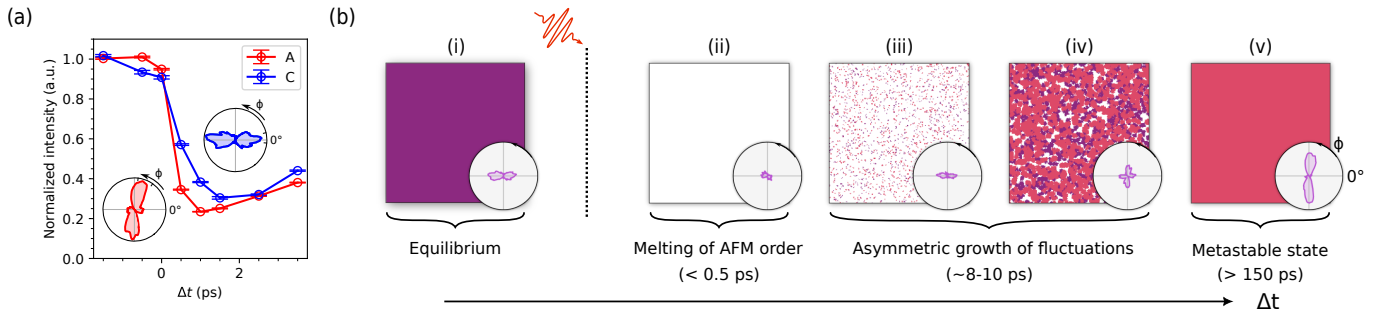 (a)
Normalized intensity (a.u.)
1.0
0.8
0.6
0.4
0.2
0.0
0
2
Δt (ps)
A
C
ϕ
0°
ϕ
0°
(b)
(i)
(ii)
(iii)
(iv)
(v)
ϕ
0°
Equilibrium
Melting of AFM order
(< 0.5 ps)
Asymmetric growth of fluctuations
(~8-10 ps)
Metastable state
(> 150 ps)
Δt